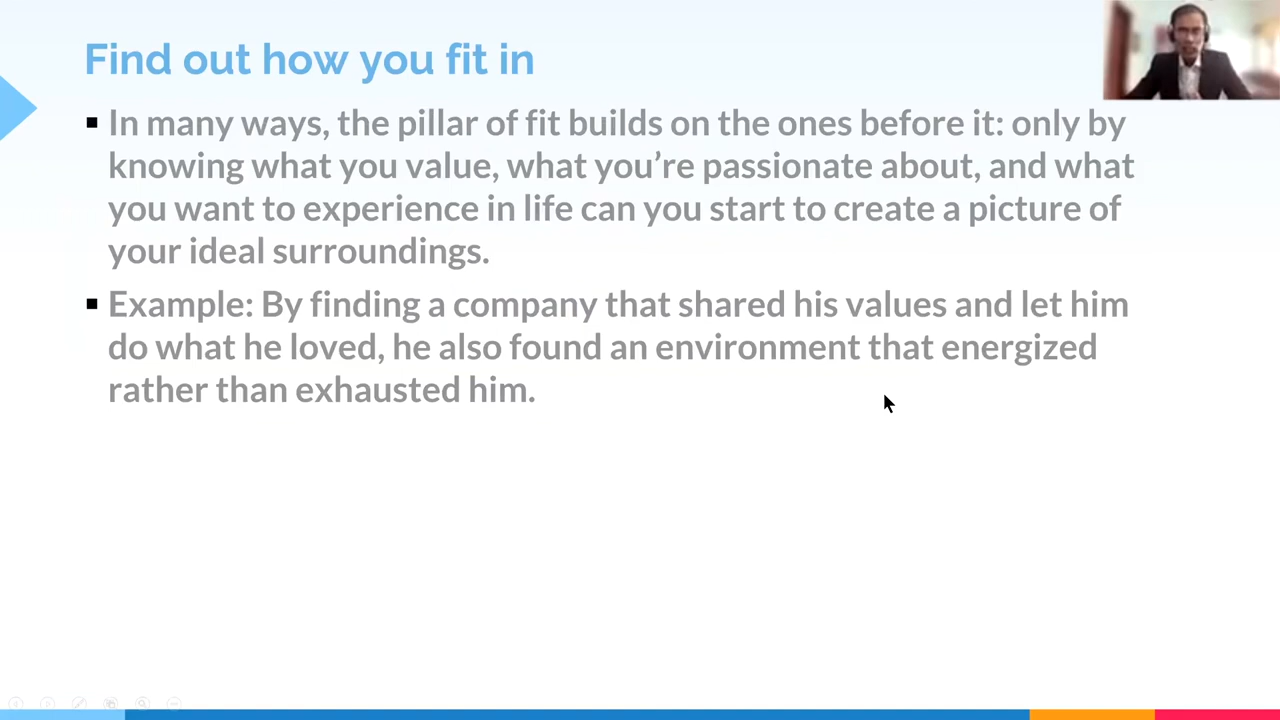 Find out how you fit in
In many ways, the pillar of fit builds on the ones before it: only by
knowing what you value, what you’re passionate about, and what
you want to experience in life can you start to create a picture of
your ideal surroundings.
Example: By finding a company that shared his values and let him
do what he loved, he also found an environment that energized
rather than exhausted him.